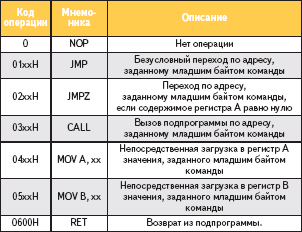 Код операции
Мнемо-ника
Описание
0
NOP
Нет операции
01xxH
JMP
Безусловный переход по адресу,
заданному младшим байтом команды
02xxH
JMPZ
Переход по адресу,
заданному младшим байтом команды,
если содержимое регистра А равно нулю
03xxH
CALL
Вызов подпрограммы по адресу,
заданному младшим байтом команды
04xxH
MOV A, xx
Непосредственная загрузка в регистр А
значения, заданного младшим байтом
команды
05xxH
MOV B, xx
Непосредственная загрузка в регистр В
значения, заданного младшим байтом
команды
0600H
RET
Возврат из подпрограммы.